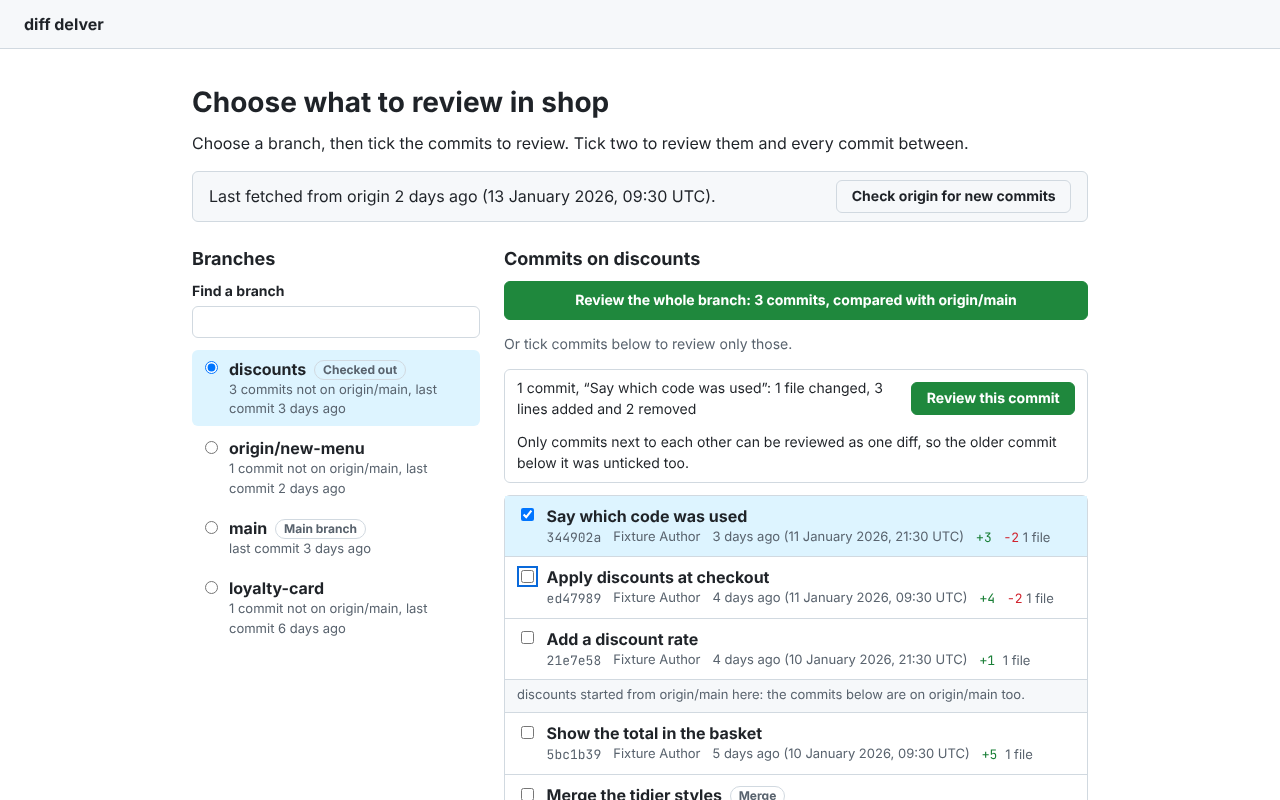 diff delver
Choose what to review in shop
Choose a branch, then tick the commits to review. Tick two to review them and every commit between.
Last fetched from origin 2 days ago (13 January 2026, 09:30 UTC).
Check origin for new commits
Branches
Find a branch
discounts Checked out
3 commits not on origin/main, last
commit 3 days ago
origin/new-menu
1 commit not on origin/main, last
commit 2 days ago
main Main branch
last commit 3 days ago
loyalty-card
1 commit not on origin/main, last
commit 6 days ago
Commits on discounts
Review the whole branch: 3 commits, compared with origin/main
Or tick commits below to review only those.
1 commit, “Say which code was used”: 1 file changed, 3
lines added and 2 removed
Review this commit
Only commits next to each other can be reviewed as one diff, so the older commit
below it was unticked too.
Say which code was used
344902a Fixture Author 3 days ago (11 January 2026, 21:30 UTC) +3 -2 1 file
Apply discounts at checkout
ed47989 Fixture Author 4 days ago (11 January 2026, 09:30 UTC) +4 -2 1 file
Add a discount rate
21e7e58 Fixture Author 4 days ago (10 January 2026, 21:30 UTC) +1 1 file
discounts started from origin/main here: the commits below are on origin/main too.
Show the total in the basket
5bc1b39 Fixture Author 5 days ago (10 January 2026, 09:30 UTC) +5 1 file
Merge the tidier styles Merge